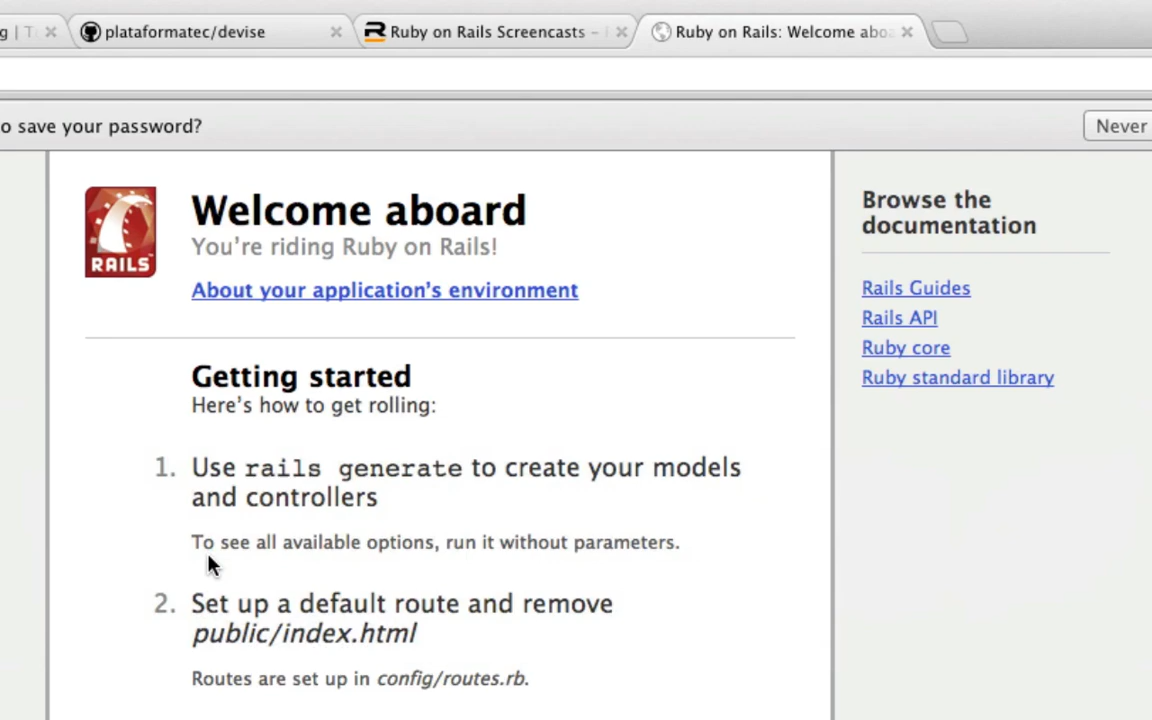 g | T
plataformatec/devise
Ruby on Rails Screencasts –
Ruby on Rails: Welcome abo
o save your password?
Never
RAILS
Welcome aboard
You're riding Ruby on Rails!
About your application's environment
Getting started
Here's how to get rolling:
1. Use rails generate to create your models
and controllers
To see all available options, run it without parameters.
2. Set up a default route and remove
public/index.html
Routes are set up in config/routes.rb.
Browse the
documentation
Rails Guides
Rails API
Ruby core
Ruby standard library